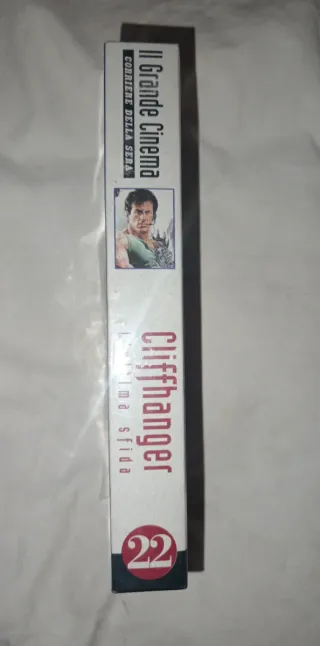 Il Grande Cinema
CORRIERE DELLA SERA
Cliffhanger
ultima sfida
22